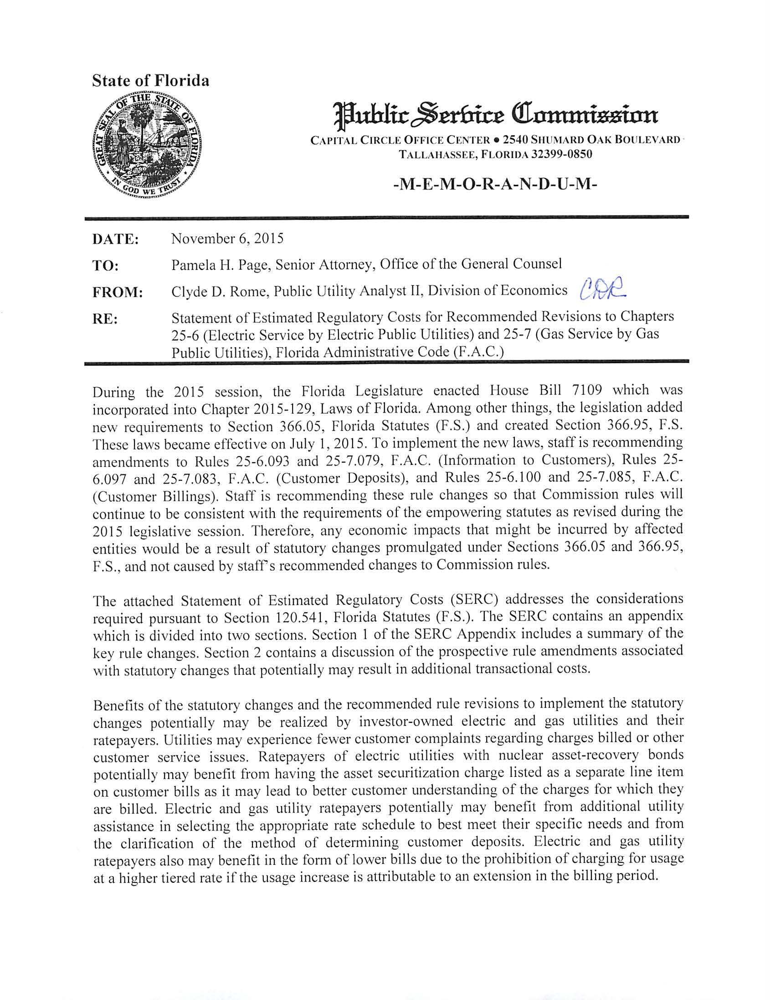 State of Florida
GREAT SEAL OF THE STATE OF FLORIDA
IN GOD WE TRUST
Public Service Commission
CAPITAL CIRCLE OFFICE CENTER ● 2540 SHUMARD OAK BOULEVARD
TALLAHASSEE, FLORIDA 32399-0850
-M-E-M-O-R-A-N-D-U-M-
DATE: November 6, 2015
TO: Pamela H. Page, Senior Attorney, Office of the General Counsel
FROM: Clyde D. Rome, Public Utility Analyst II, Division of Economics CDR
RE: Statement of Estimated Regulatory Costs for Recommended Revisions to Chapters
25-6 (Electric Service by Electric Public Utilities) and 25-7 (Gas Service by Gas
Public Utilities), Florida Administrative Code (F.A.C.)
During the 2015 session, the Florida Legislature enacted House Bill 7109 which was
incorporated into Chapter 2015-129, Laws of Florida. Among other things, the legislation added
new requirements to Section 366.05, Florida Statutes (F.S.) and created Section 366.95, F.S.
These laws became effective on July 1, 2015. To implement the new laws, staff is recommending
amendments to Rules 25-6.093 and 25-7.079, F.A.C. (Information to Customers), Rules 25-
6.097 and 25-7.083, F.A.C. (Customer Deposits), and Rules 25-6.100 and 25-7.085, F.A.C.
(Customer Billings). Staff is recommending these rule changes so that Commission rules will
continue to be consistent with the requirements of the empowering statutes as revised during the
2015 legislative session. Therefore, any economic impacts that might be incurred by affected
entities would be a result of statutory changes promulgated under Sections 366.05 and 366.95,
F.S., and not caused by staff's recommended changes to Commission rules.
The attached Statement of Estimated Regulatory Costs (SERC) addresses the considerations
required pursuant to Section 120.541, Florida Statutes (F.S.). The SERC contains an appendix
which is divided into two sections. Section 1 of the SERC Appendix includes a summary of the
key rule changes. Section 2 contains a discussion of the prospective rule amendments associated
with statutory changes that potentially may result in additional transactional costs.
Benefits of the statutory changes and the recommended rule revisions to implement the statutory
changes potentially may be realized by investor-owned electric and gas utilities and their
ratepayers. Utilities may experience fewer customer complaints regarding charges billed or other
customer service issues. Ratepayers of electric utilities with nuclear asset-recovery bonds
potentially may benefit from having the asset securitization charge listed as a separate line item
on customer bills as it may lead to better customer understanding of the charges for which they
are billed. Electric and gas utility ratepayers potentially may benefit from additional utility
assistance in selecting the appropriate rate schedule to best meet their specific needs and from
the clarification of the method of determining customer deposits. Electric and gas utility
ratepayers also may benefit in the form of lower bills due to the prohibition of charging for usage
at a higher tiered rate if the usage increase is attributable to an extension in the billing period.